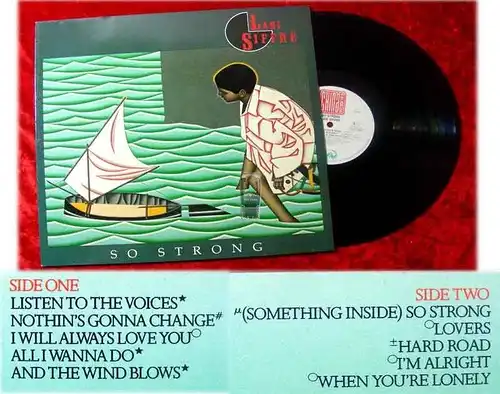 LABI
SIFFRE
SO STRONG
SIDE ONE
LISTEN TO THE VOICES★
NOTHIN'S GONNA CHANGE#
I WILL ALWAYS LOVE YOU○
ALL I WANNA DO★
AND THE WIND BLOWS★
SIDE TWO
µ(SOMETHING INSIDE) SO STRONG
○LOVERS
±HARD ROAD
○I'M ALRIGHT
○WHEN YOU'RE LONELY